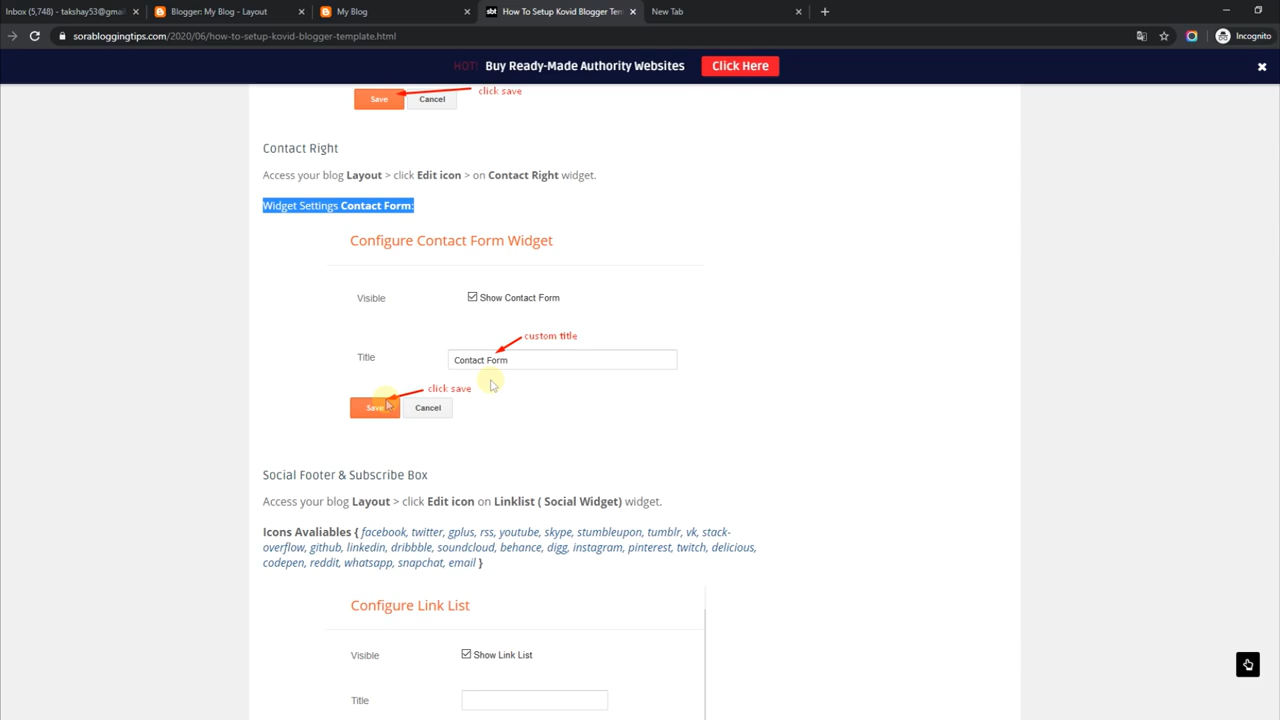 Inbox (5,748) - takshay53@gmail
Blogger: My Blog - Layout
My Blog
How To Setup Kovid Blogger Tem
New Tab
sorabloggingtips.com/2020/06/how-to-setup-kovid-blogger-template.html
Incognito
HOT! Buy Ready-Made Authority Websites Click Here
click save
Save Cancel
Contact Right
Access your blog Layout > click Edit icon > on Contact Right widget.
Widget Settings Contact Form:
Configure Contact Form Widget
Visible Show Contact Form
custom title
Title Contact Form
click save
Save Cancel
Social Footer & Subscribe Box
Access your blog Layout > click Edit icon on Linklist ( Social Widget) widget.
Icons Avaliables { facebook, twitter, gplus, rss, youtube, skype, stumbleupon, tumblr, vk, stack-
overflow, github, linkedin, dribbble, soundcloud, behance, digg, instagram, pinterest, twitch, delicious,
codepen, reddit, whatsapp, snapchat, email }
Configure Link List
Visible Show Link List
Title